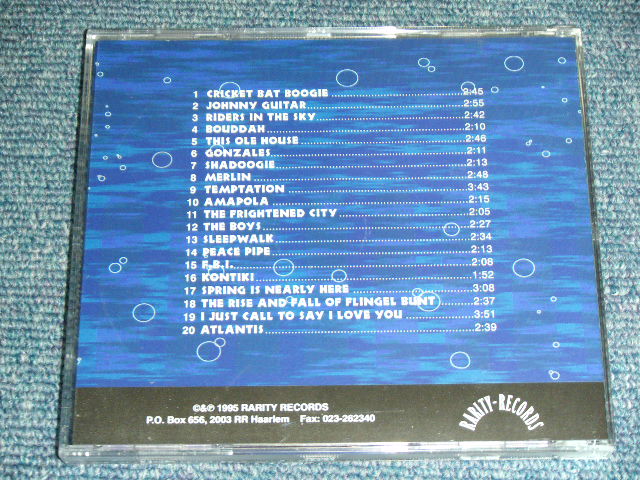 1 CRICKET BAT BOOGIE 2:45
2 JOHNNY GUITAR 2:55
3 RIDERS IN THE SKY 2:42
4 BOUDDAH 2:10
5 THIS OLE HOUSE 2:46
6 GONZALES 2:11
7 SHADOOGIE 2:13
8 MERLIN 2:48
9 TEMPTATION 3:43
10 AMAPOLA 2:15
11 THE FRIGHTENED CITY 2:05
12 THE BOYS 2:27
13 SLEEPWALK 2:34
14 PEACE PIPE 2:13
15 F.B.I. 2:08
16 KONTIKI 1:52
17 SPRING IS NEARLY HERE 3:08
18 THE RISE AND FALL OF FLINGEL BUNT 2:37
19 I JUST CALL TO SAY I LOVE YOU 3:51
20 ATLANTIS 2:39
©&℗ 1995 RARITY RECORDS
P.O. Box 656, 2003 RR Haarlem Fax: 023-262340
RARITY-RECORDS